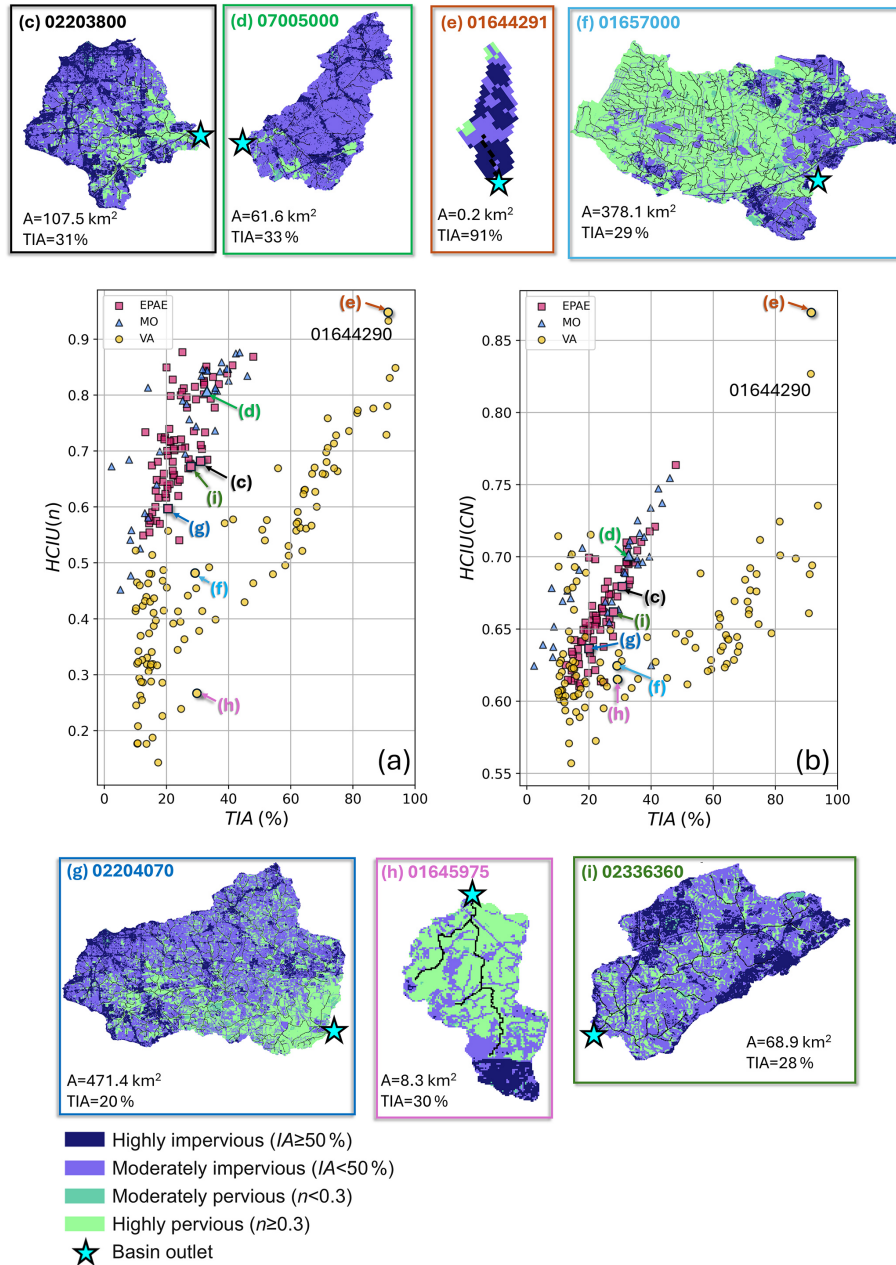 (c) 02203800
A=107.5 km²
TIA=31%
(d) 07005000
A=61.6 km²
TIA=33 %
(e) 01644291
A=0.2 km²
TIA=91%
(f) 01657000
A=378.1 km²
TIA=29 %
HCIU(n)
0.9
0.8
0.7
0.6
0.5
0.4
0.3
0.2
EPAE
MO
VA
(e)
01644290
(d)
(c)
(i)
(g)
(f)
(h)
(a)
0 20 40 60 80 100
TIA (%)
HCIU(CN)
0.85
0.80
0.75
0.70
0.65
0.60
0.55
EPAE
MO
VA
(e)
01644290
(d)
(c)
(i)
(g)
(f)
(h)
(b)
0 20 40 60 80 100
TIA (%)
(g) 02204070
A=471.4 km²
TIA=20 %
(h) 01645975
A=8.3 km²
TIA=30 %
(i) 02336360
A=68.9 km²
TIA=28 %
Highly impervious (IA≥50 %)
Moderately impervious (IA<50 %)
Moderately pervious (n<0.3)
Highly pervious (n≥0.3)
Basin outlet